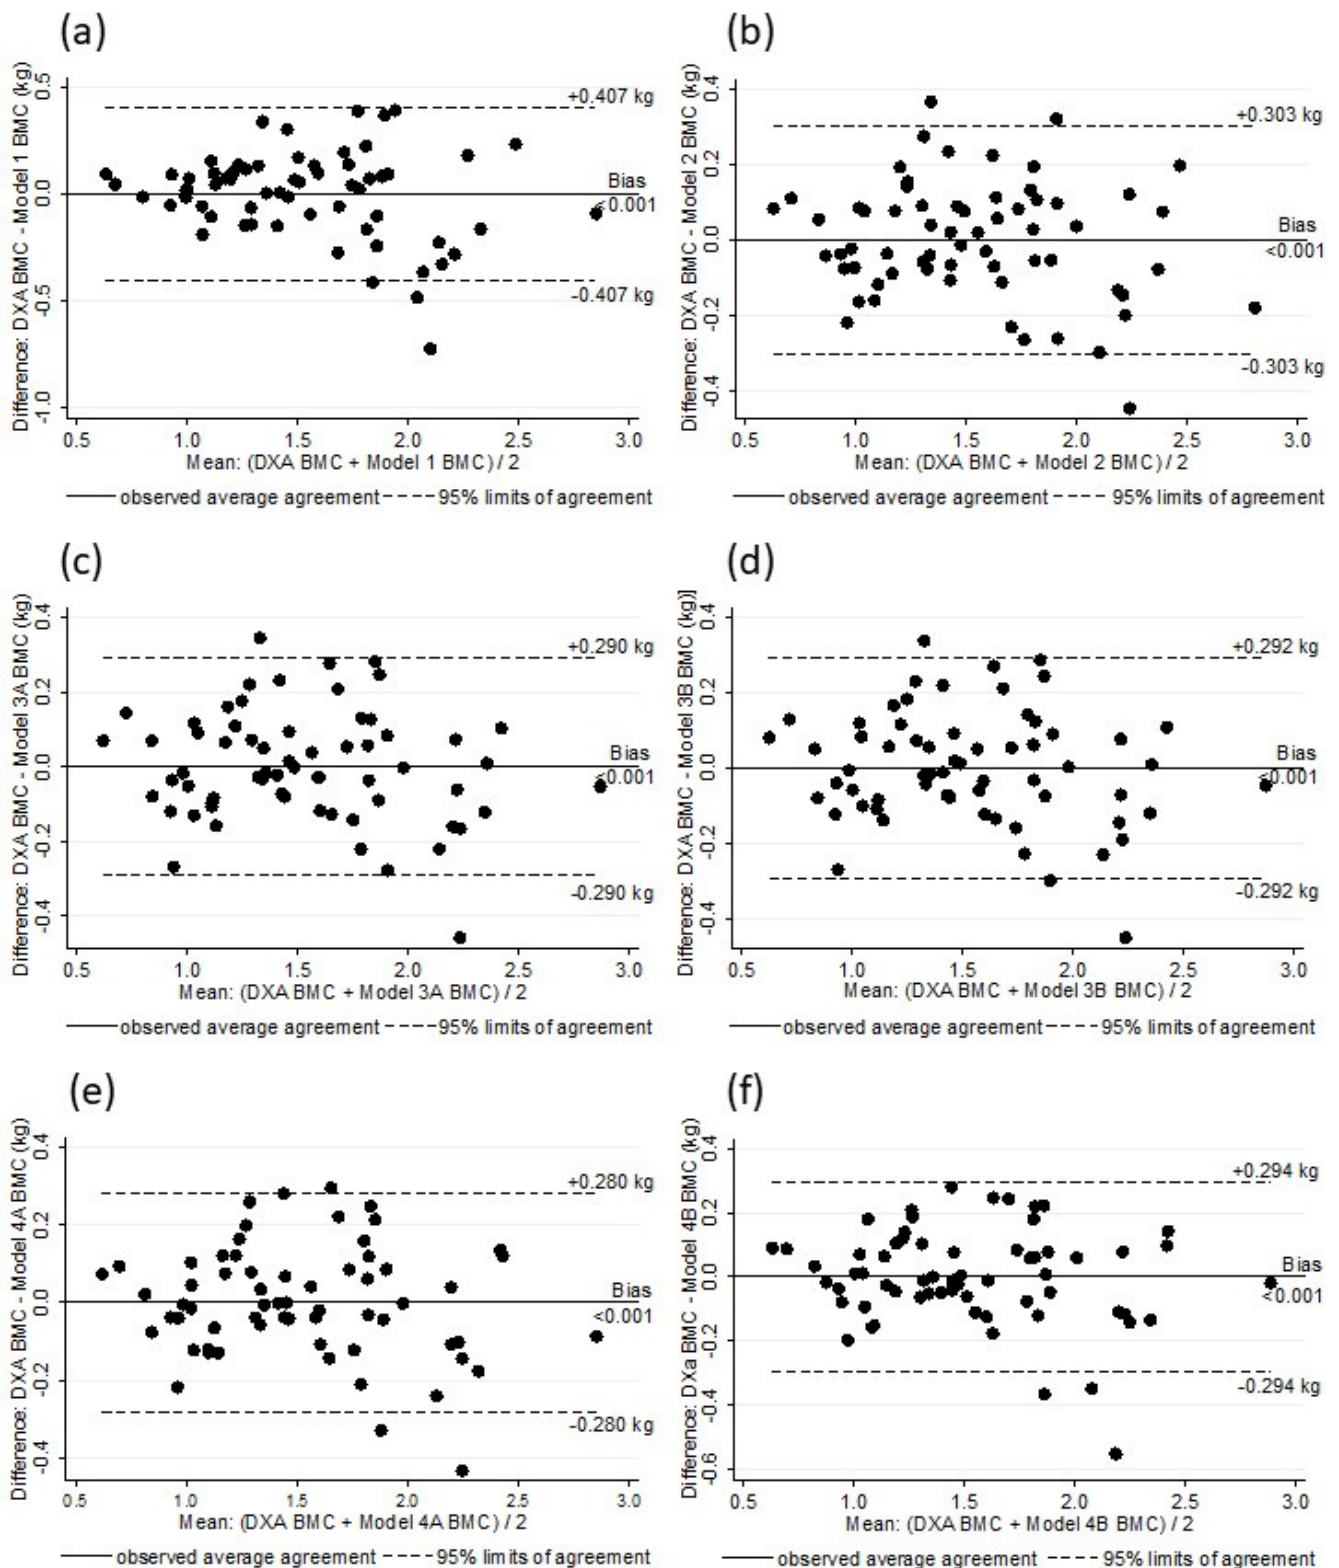 (a)
Difference: DXA BMC - Model 1 BMC (kg)
0.5
0.0
-0.5
-1.0
+0.407 kg
Bias
<0.001
-0.407 kg
0.5 1.0 1.5 2.0 2.5 3.0
Mean: (DXA BMC + Model 1 BMC) / 2
observed average agreement 95% limits of agreement
(b)
Difference: DXA BMC - Model 2 BMC (kg)
0.4
0.2
0.0
-0.2
-0.4
+0.303 kg
Bias
<0.001
-0.303 kg
0.5 1.0 1.5 2.0 2.5 3.0
Mean: (DXA BMC + Model 2 BMC) / 2
observed average agreement 95% limits of agreement
(c)
Difference: DXA BMC - Model 3A BMC (kg)
0.4
0.2
0.0
-0.2
-0.4
+0.290 kg
Bias
<0.001
-0.290 kg
0.5 1.0 1.5 2.0 2.5 3.0
Mean: (DXA BMC + Model 3A BMC) / 2
observed average agreement 95% limits of agreement
(d)
Difference: DXA BMC - Model 3B BMC (kg)]
0.4
0.2
0.0
-0.2
-0.4
+0.292 kg
Bias
<0.001
-0.292 kg
0.5 1.0 1.5 2.0 2.5 3.0
Mean: (DXA BMC + Model 3B BMC) / 2
observed average agreement 95% limits of agreement
(e)
Difference: DXA BMC - Model 4A BMC (kg)
0.4
0.2
0.0
-0.2
-0.4
+0.280 kg
Bias
<0.001
-0.280 kg
0.5 1.0 1.5 2.0 2.5 3.0
Mean: (DXA BMC + Model 4A BMC) / 2
observed average agreement 95% limits of agreement
(f)
Difference: DXa BMC - Model 4B BMC (kg)
0.4
0.2
0.0
-0.2
-0.4
-0.6
+0.294 kg
Bias
<0.001
-0.294 kg
0.5 1.0 1.5 2.0 2.5 3.0
Mean: (DXA BMC + Model 4B BMC) / 2
observed average agreement 95% limits of agreement